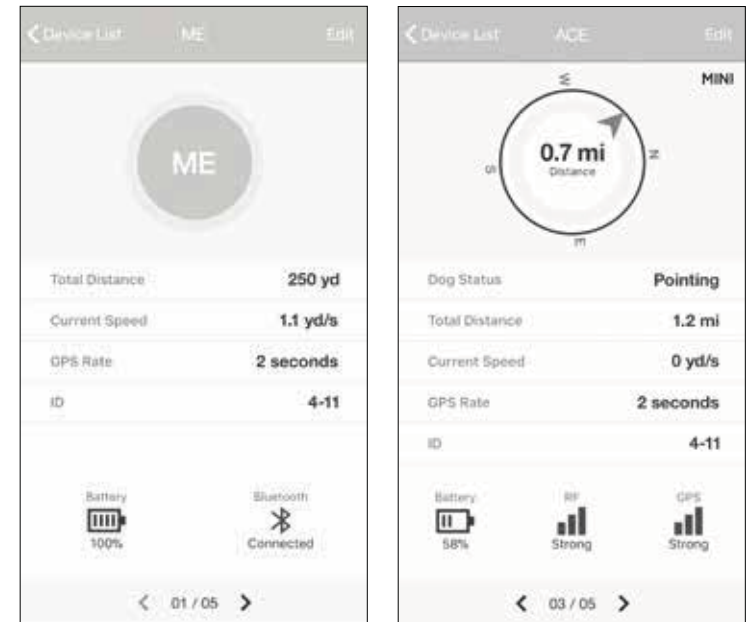 Device List ME Edit
ME
Total Distance 250 yd
Current Speed 1.1 yd/s
GPS Rate 2 seconds
ID 4-11
Battery Bluetooth
100% Connected
01 / 05
Device List ACE Edit
MINI
W
N
S
E
0.7 mi
Distance
Dog Status Pointing
Total Distance 1.2 mi
Current Speed 0 yd/s
GPS Rate 2 seconds
ID 4-11
Battery RF GPS
58% Strong Strong
03 / 05